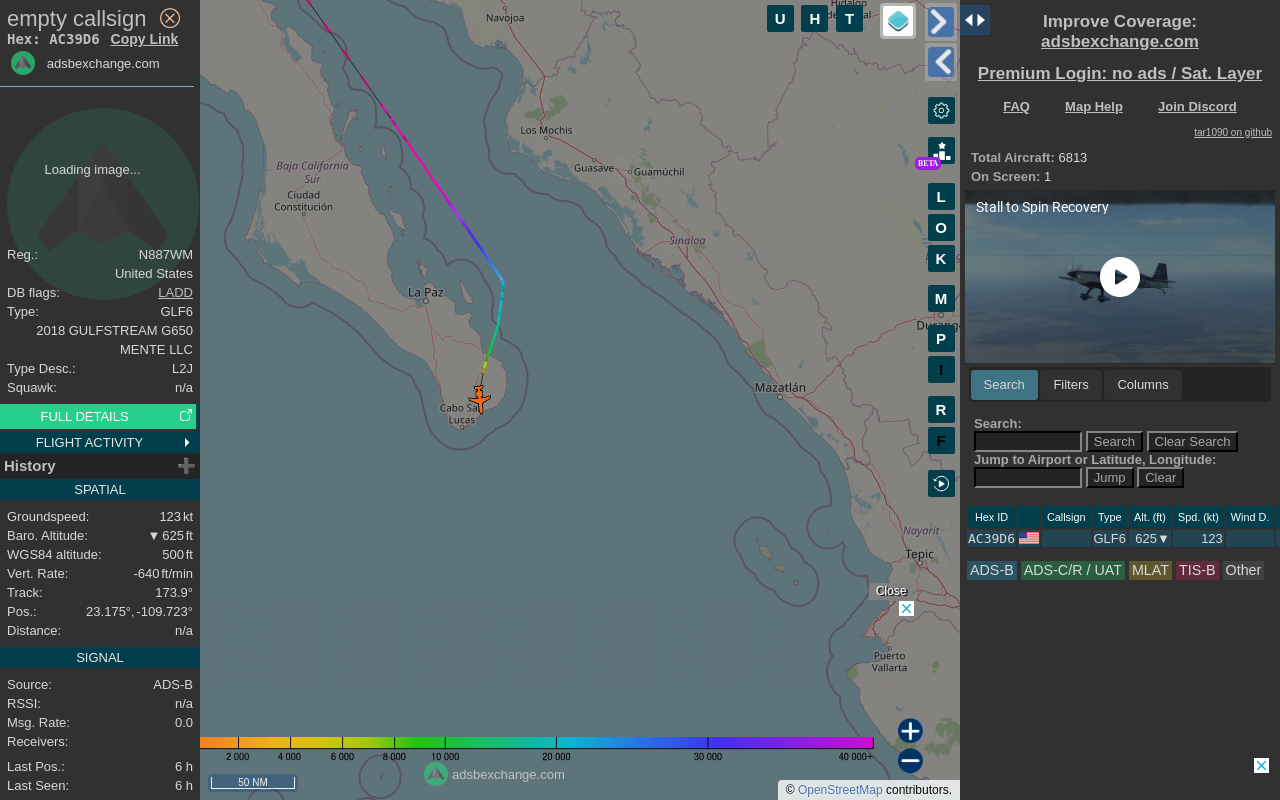 empty callsign
Hex: AC39D6 Copy Link
adsbexchange.com
Loading image...
Reg.: N887WM
United States
DB flags: LADD
Type: GLF6
2018 GULFSTREAM G650
MENTE LLC
Type Desc.: L2J
Squawk: n/a
FULL DETAILS
FLIGHT ACTIVITY
History
SPATIAL
Groundspeed: 123 kt
Baro. Altitude: ▼ 625 ft
WGS84 altitude: 500 ft
Vert. Rate: -640 ft/min
Track: 173.9°
Pos.: 23.175°, -109.723°
Distance: n/a
SIGNAL
Source: ADS-B
RSSI: n/a
Msg. Rate: 0.0
Receivers:
Last Pos.: 6 h
Last Seen: 6 h
Navojoa
Hidalgo
U H T
Los Mochis
Guasave
Guamúchil
Baja California
Sur
Ciudad
Constitución
Sinaloa
La Paz
Mazatlán
Cabo Sa
Lucas
Nayarit
Tepic
Puerto
Vallarta
BETA
L
O
K
M
P
I
R
F
Close
2 000 4 000 6 000 8 000 10 000 20 000 30 000 40 000+
50 NM
adsbexchange.com
© OpenStreetMap contributors.
Improve Coverage:
adsbexchange.com
Premium Login: no ads / Sat. Layer
FAQ Map Help Join Discord
tar1090 on github
Total Aircraft: 6813
On Screen: 1
Stall to Spin Recovery
Search Filters Columns
Search:
Search Clear Search
Jump to Airport or Latitude, Longitude:
Jump Clear
Hex ID Callsign Type Alt. (ft) Spd. (kt) Wind D.
AC39D6 GLF6 625▼ 123
ADS-B ADS-C/R / UAT MLAT TIS-B Other